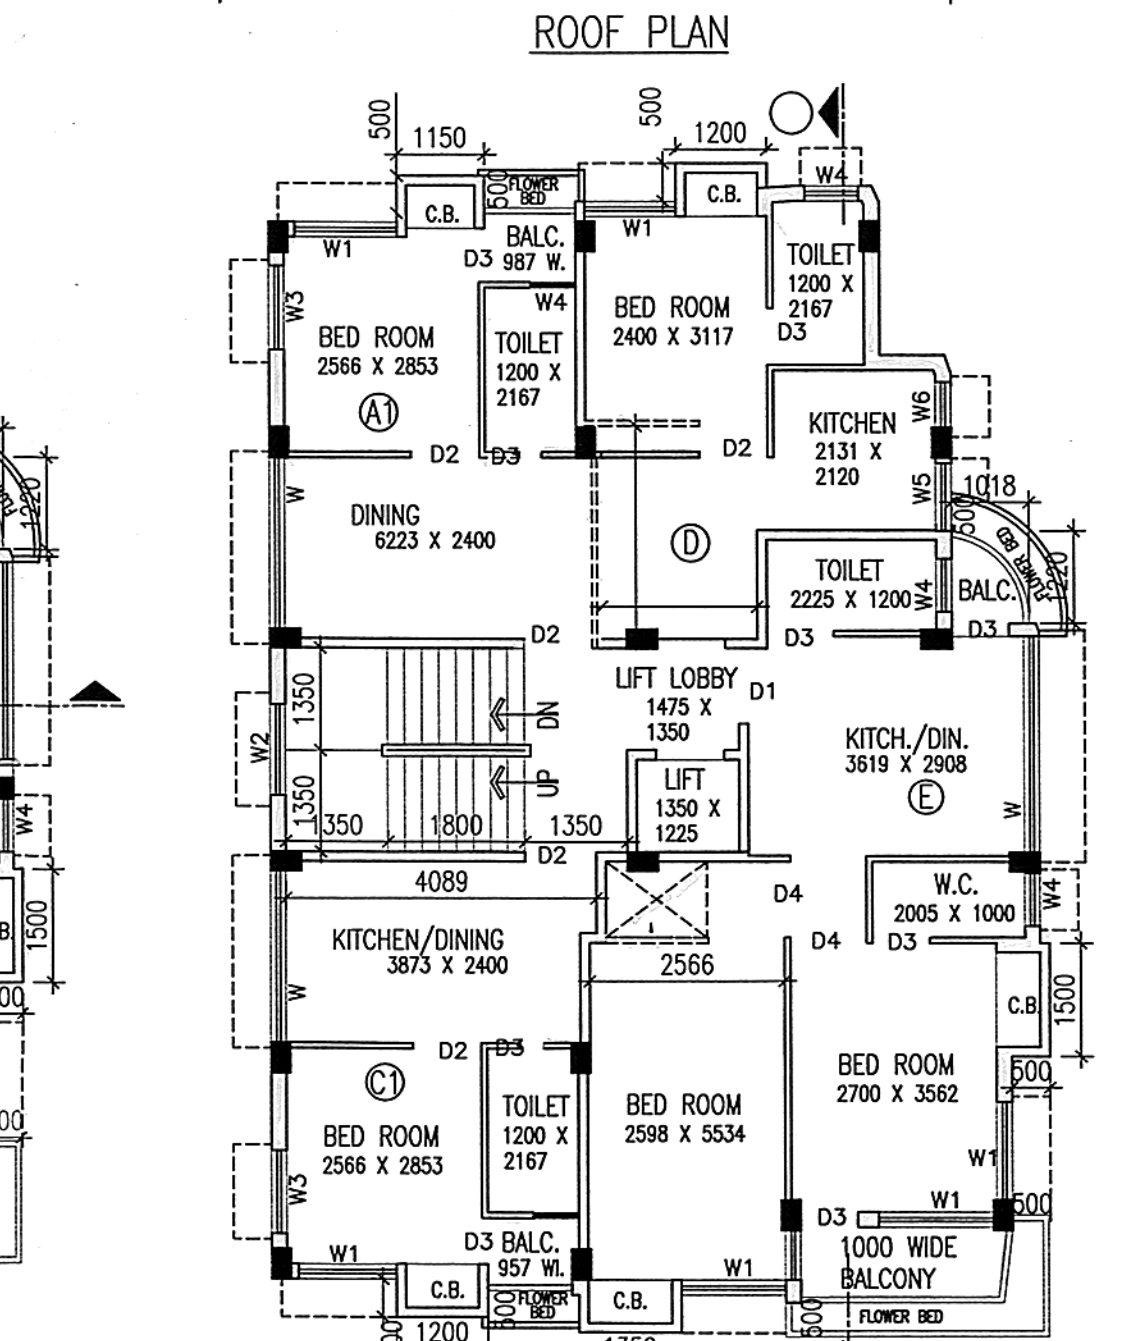 ROOF PLAN
500
1150
500
1200
W4
C.B.
500
FLOWER
BED
C.B.
W1
W1
D3
BALC.
987 W.
TOILET
1200 X
2167
W3
W4
BED ROOM
2566 X 2853
TOILET
1200 X
2167
BED ROOM
2400 X 3117
D3
A1
KITCHEN
2131 X
2120
W6
D2
D3
D2
W
DINING
6223 X 2400
D
W5
1018
500
FLOWER BED
1220
TOILET
2225 X 1200
W4
BALC.
D2
D3
D3
1220
LIFT LOBBY
1475 X
1350
D1
1350
DN
W2
KITCH./DIN.
3619 X 2908
E
LIFT
1350 X
1225
UP
1350
W
W4
1350
1800
1350
D2
4089
D4
W.C.
2005 X 1000
W4
KITCHEN/DINING
3873 X 2400
D4
D3
2566
W
1500
C.B.
1500
D2
D3
C1
BED ROOM
2700 X 3562
500
TOILET
1200 X
2167
BED ROOM
2598 X 5534
BED ROOM
2566 X 2853
W3
W1
W1
500
D3
D3
BALC.
957 WI.
1000 WIDE
BALCONY
W1
W1
C.B.
500
FLOWER
BED
C.B.
500
FLOWER BED
1200